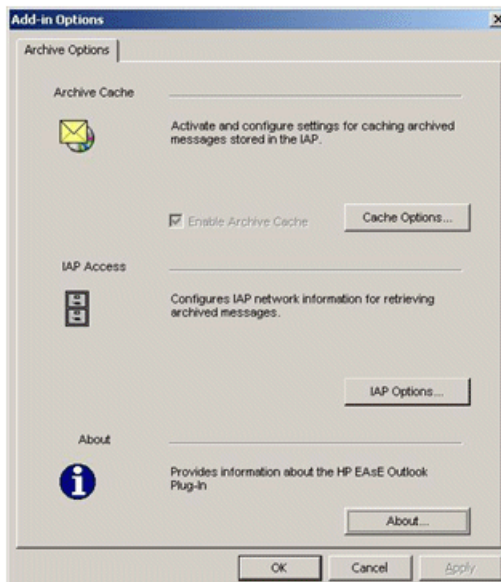 Add-in Options
Archive Options
Archive Cache
Activate and configure settings for caching archived
messages stored in the IAP.
Enable Archive Cache
Cache Options...
IAP Access
Configures IAP network information for retrieving
archived messages.
IAP Options...
About
Provides information about the HP EAsE Outlook
Plug-In
About...
OK
Cancel
Apply